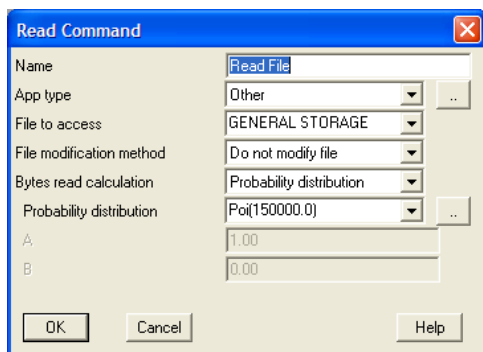 Read Command
Name Read File
App type Other ..
File to access GENERAL STORAGE
File modification method Do not modify file
Bytes read calculation Probability distribution
Probability distribution Poi(150000.0) ..
A 1.00
B 0.00
OK Cancel Help